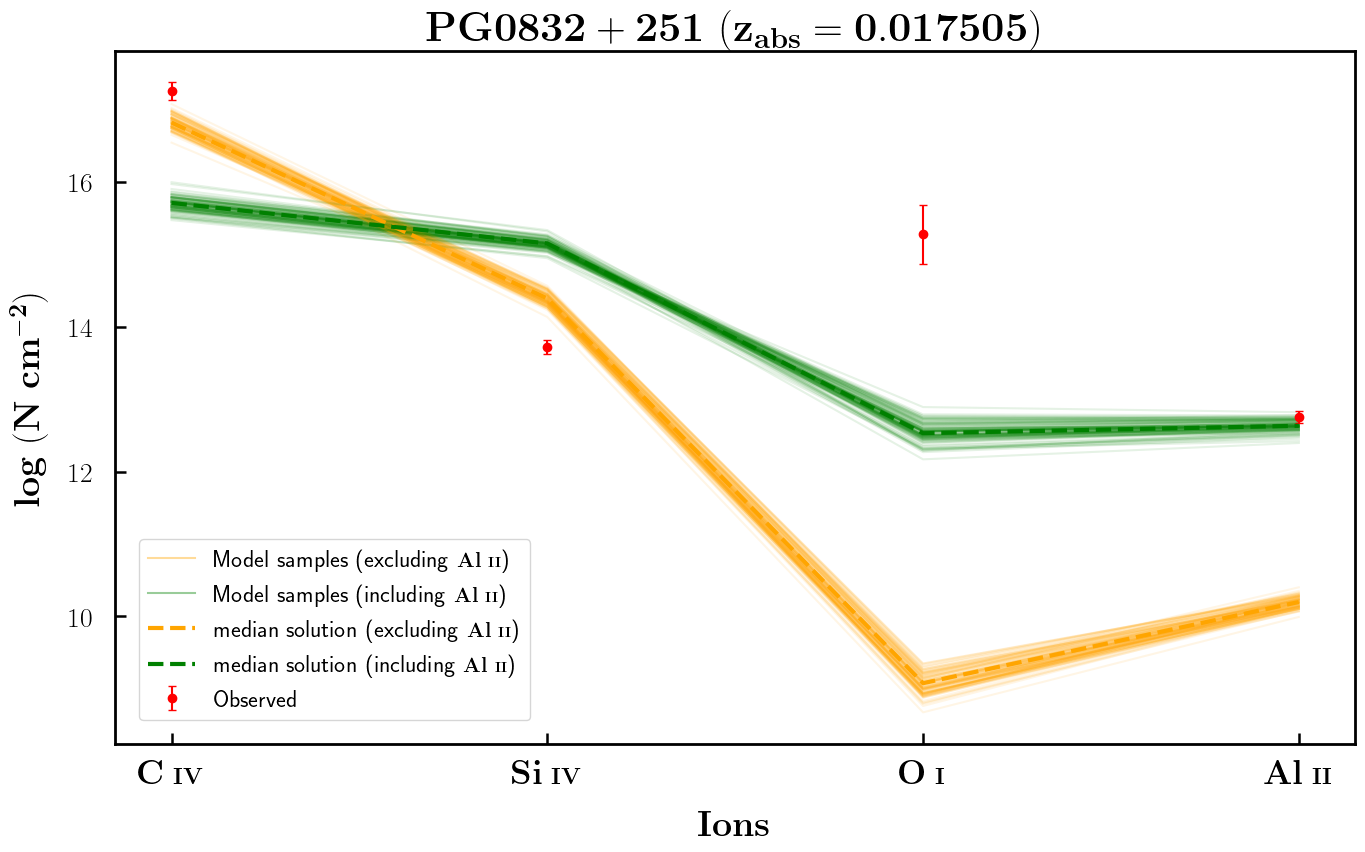 PG0832 + 251 (z_abs = 0.017505)
log (N cm⁻²)
16
14
12
10
Model samples (excluding Al II)
Model samples (including Al II)
median solution (excluding Al II)
median solution (including Al II)
Observed
C IV Si IV O I Al II
Ions